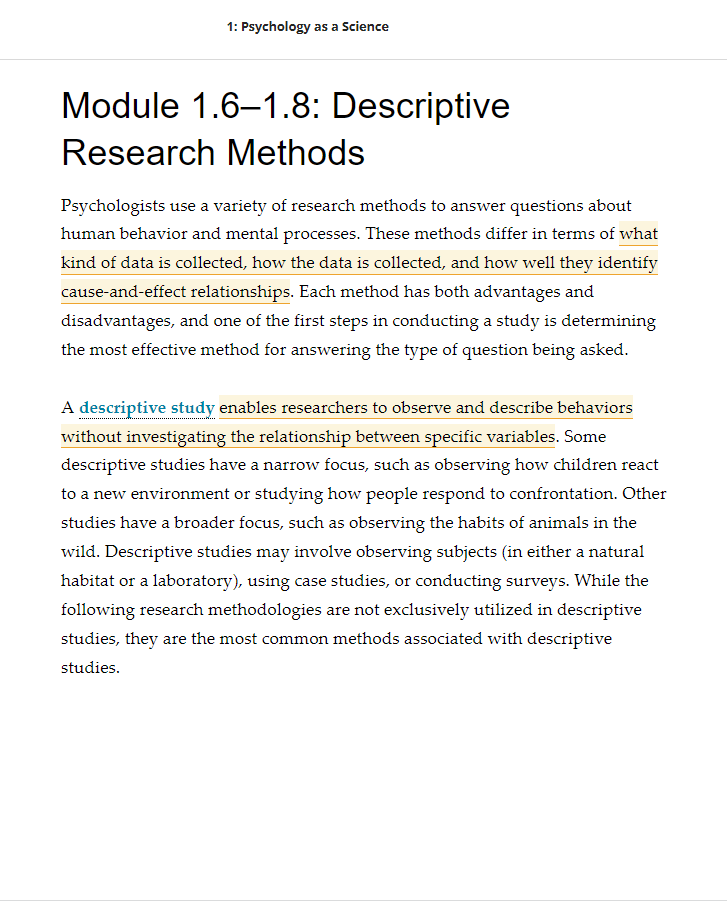 1: Psychology as a Science
Module 1.6–1.8: Descriptive
Research Methods
Psychologists use a variety of research methods to answer questions about
human behavior and mental processes. These methods differ in terms of what
kind of data is collected, how the data is collected, and how well they identify
cause-and-effect relationships. Each method has both advantages and
disadvantages, and one of the first steps in conducting a study is determining
the most effective method for answering the type of question being asked.
A descriptive study enables researchers to observe and describe behaviors
without investigating the relationship between specific variables. Some
descriptive studies have a narrow focus, such as observing how children react
to a new environment or studying how people respond to confrontation. Other
studies have a broader focus, such as observing the habits of animals in the
wild. Descriptive studies may involve observing subjects (in either a natural
habitat or a laboratory), using case studies, or conducting surveys. While the
following research methodologies are not exclusively utilized in descriptive
studies, they are the most common methods associated with descriptive
studies.